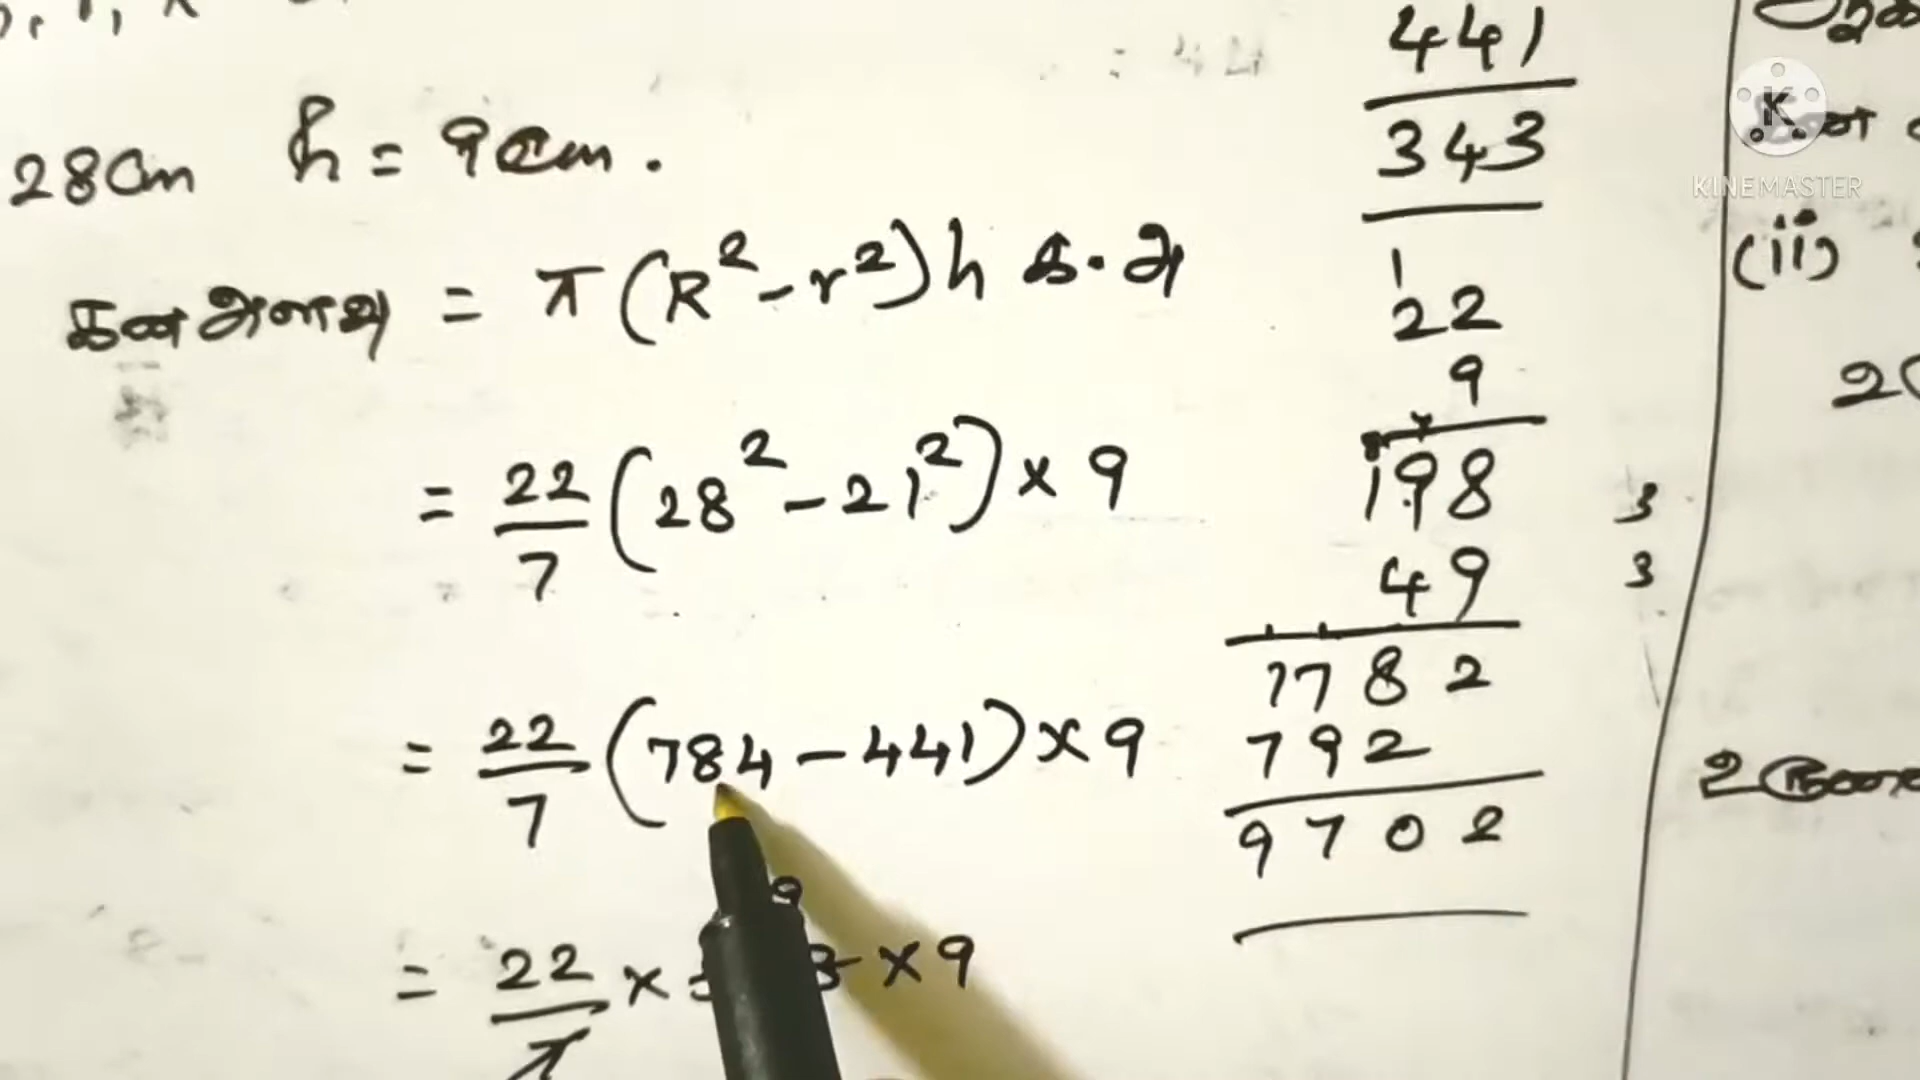 28cm h = 9cm.
கனஅளவு = π(R² - r²)h க.அ
= 22/7 (28² - 21²) × 9
= 22/7 (784 - 441) × 9
= 22/7 × × 9
441
343
1
22
9
198
49
1782
792
9702
3
3
(ii)
KINEMASTER